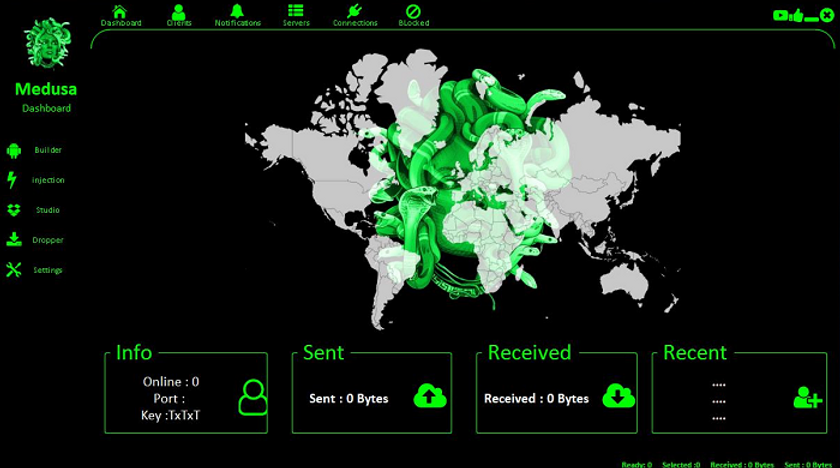 Dashboard Clients Notifications Servers Connections BLocked
Medusa
Dashboard
Builder
Injection
Studio
Dropper
Settings
Info
Online : 0
Port :
Key :TxTxT
Sent
Sent : 0 Bytes
Received
Received : 0 Bytes
Recent
....
....
....
Ready: 0 Selected :0 Received : 0 Bytes Sent : 0 Bytes